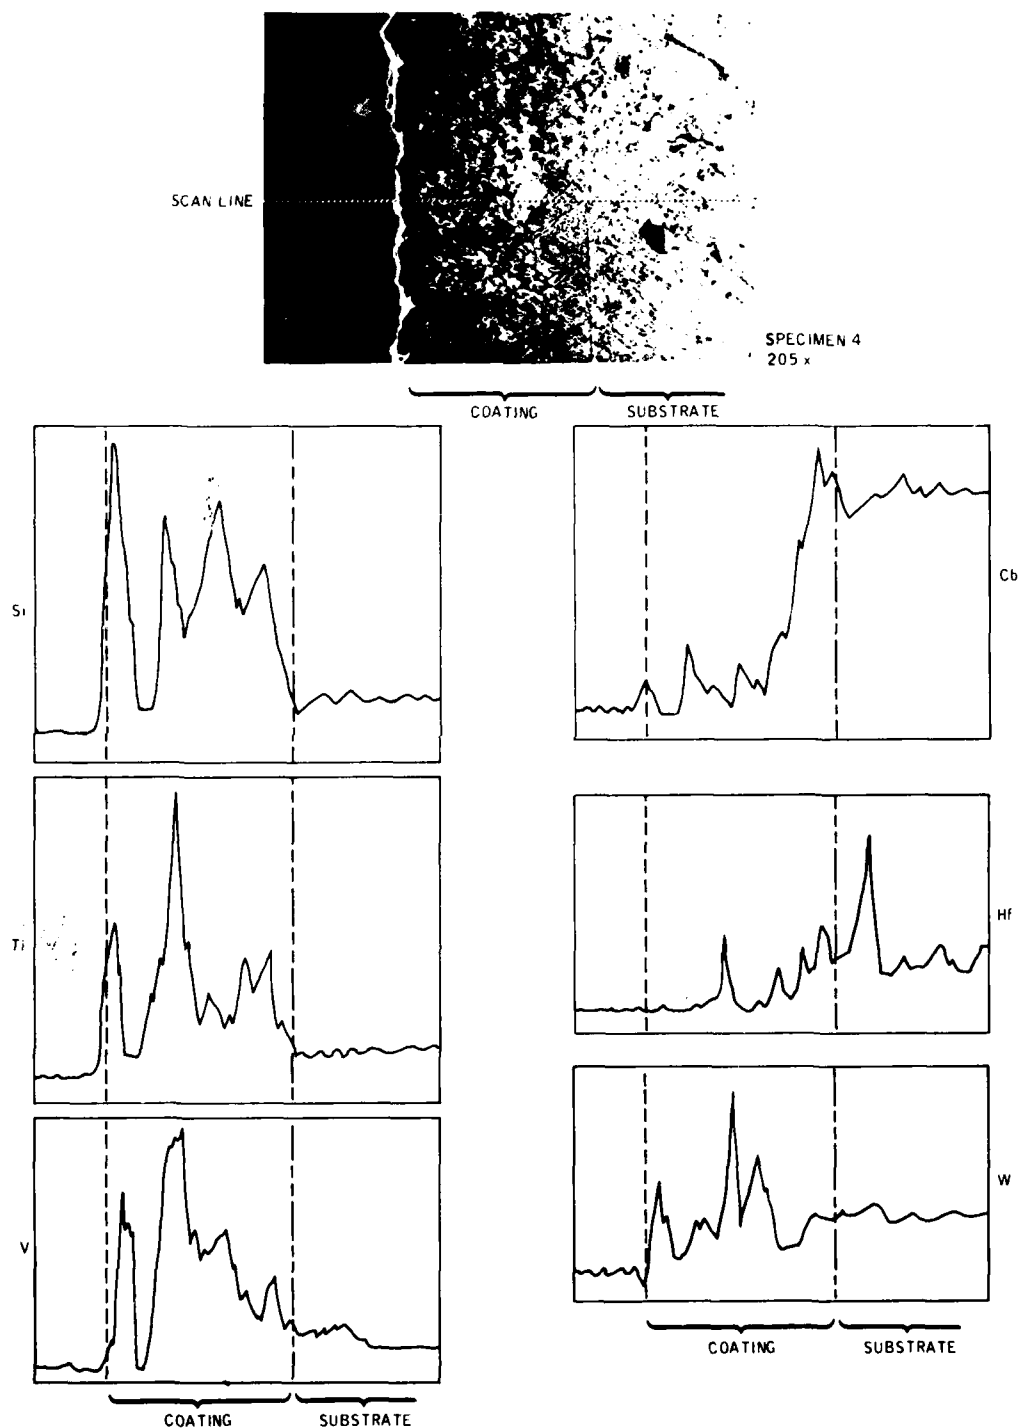 SCAN LINE
SPECIMEN 4
205 x
COATING SUBSTRATE
Si
Cb
Ti
Hf
V
W
COATING SUBSTRATE
COATING SUBSTRATE